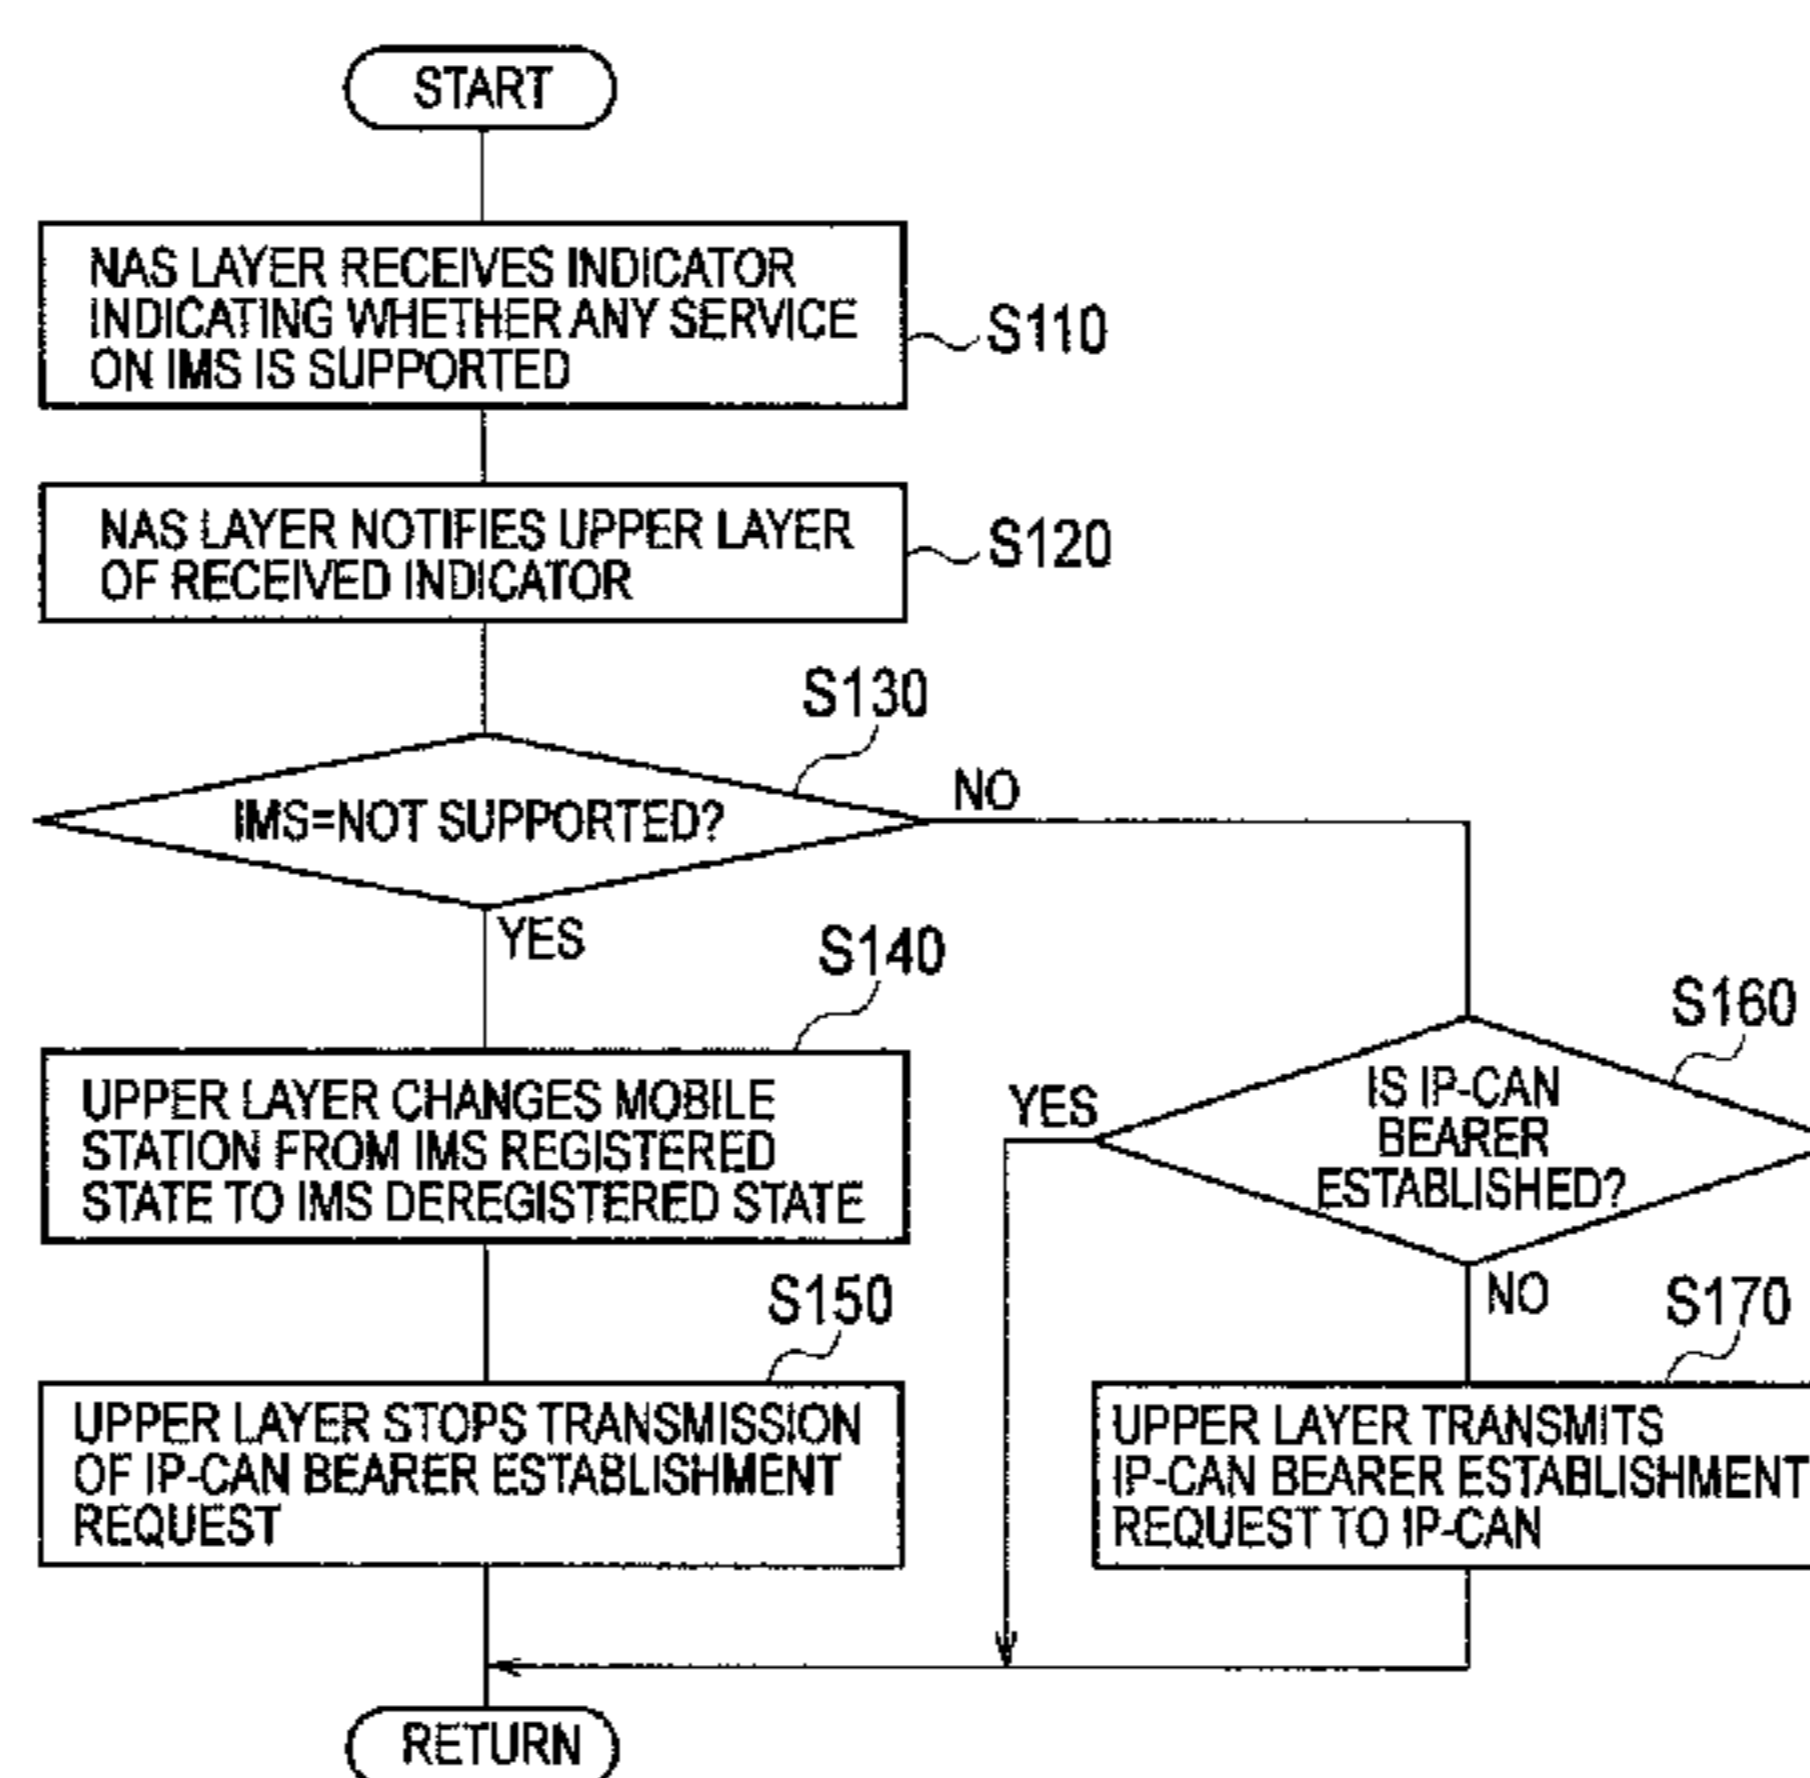 START
NAS LAYER RECEIVES INDICATOR
INDICATING WHETHER ANY SERVICE
ON IMS IS SUPPORTED
S110
NAS LAYER NOTIFIES UPPER LAYER
OF RECEIVED INDICATOR
S120
S130
IMS=NOT SUPPORTED?
NO
YES
S140
UPPER LAYER CHANGES MOBILE
STATION FROM IMS REGISTERED
STATE TO IMS DEREGISTERED STATE
S160
YES
IS IP-CAN
BEARER
ESTABLISHED?
NO
S150
UPPER LAYER STOPS TRANSMISSION
OF IP-CAN BEARER ESTABLISHMENT
REQUEST
S170
UPPER LAYER TRANSMITS
IP-CAN BEARER ESTABLISHMENT
REQUEST TO IP-CAN
RETURN